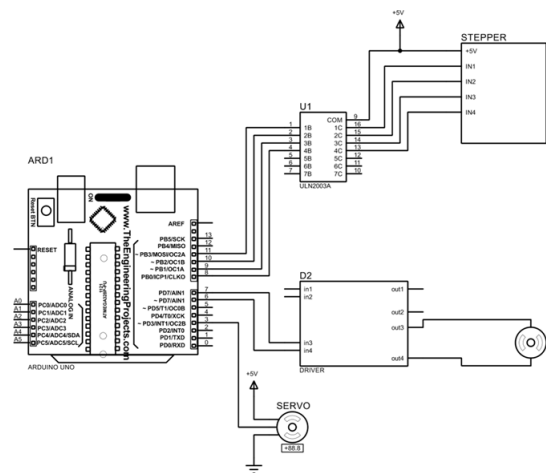 +5V
STEPPER
+5V
IN1
IN2
IN3
IN4
U1
COM 9
1 1B 1C 16
2 2B 2C 15
3 3B 3C 14
4 4B 4C 13
5 5B 5C 12
6 6B 6C 11
7 7B 7C 10
ULN2003A
ARD1
Reset BTN
ON
www.TheEngineeringProjects.com
ANALOG IN
RESET
AREF
PB5/SCK 13
PB4/MISO 12
~ PB3/MOSI/OC2A 11
~ PB2/OC1B 10
~ PB1/OC1A 9
PB0/ICP1/CLKO 8
PD7/AIN1 7
~ PD7/AIN1 6
~ PD5/T1/OC0B 5
PD4/T0/XCK 4
~ PD3/INT1/OC2B 3
PD2/INT0 2
PD1/TXD 1
PD0/RXD 0
A0 PC0/ADC0
A1 PC1/ADC1
A2 PC2/ADC2
A3 PC3/ADC3
A4 PC4/ADC4/SDA
A5 PC5/ADC5/SCL
ARDUINO UNO
D2
in1
in2
in3
in4
out1
out2
out3
out4
DRIVER
+5V
SERVO
+88.8